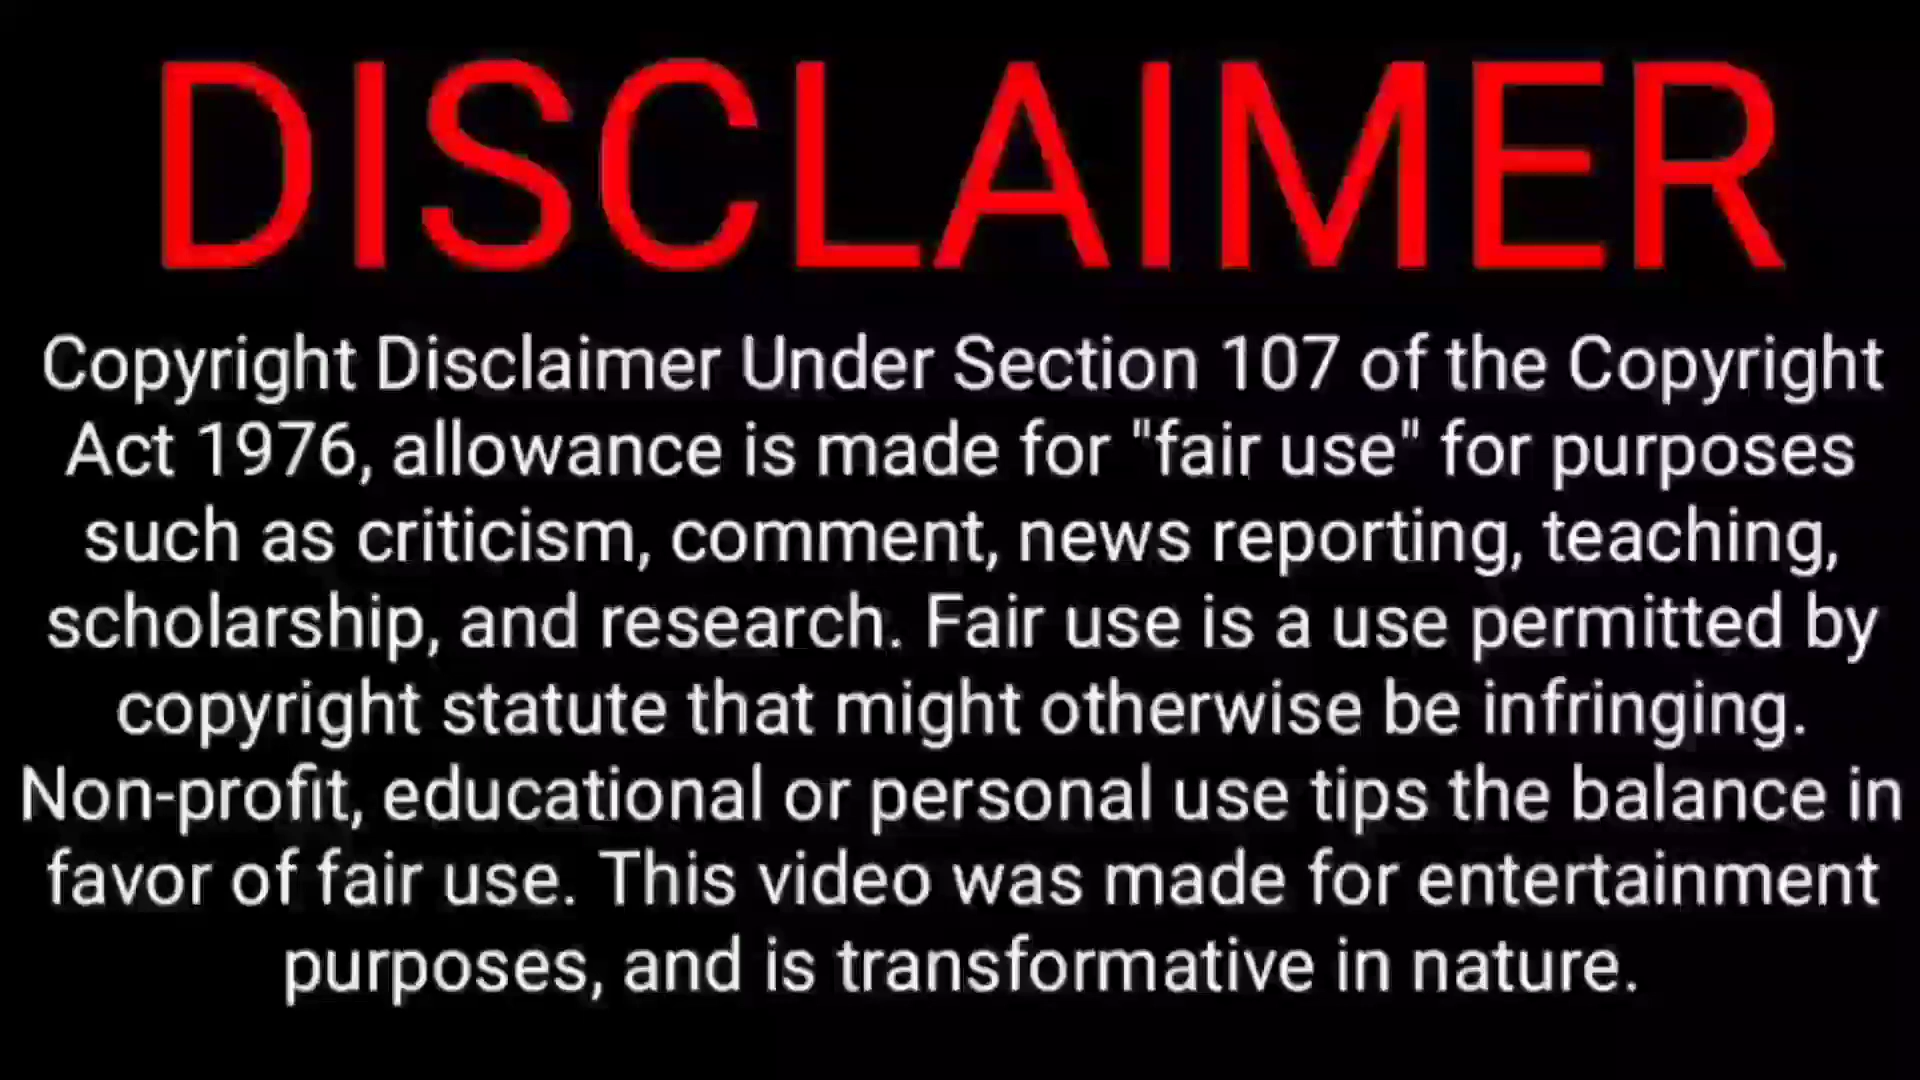 DISCLAIMER
Copyright Disclaimer Under Section 107 of the Copyright
Act 1976, allowance is made for "fair use" for purposes
such as criticism, comment, news reporting, teaching,
scholarship, and research. Fair use is a use permitted by
copyright statute that might otherwise be infringing.
Non-profit, educational or personal use tips the balance in
favor of fair use. This video was made for entertainment
purposes, and is transformative in nature.